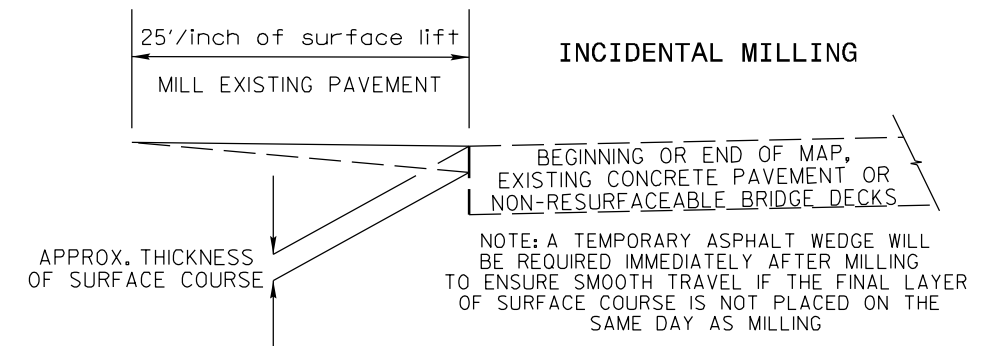 25'/inch of surface lift
MILL EXISTING PAVEMENT
INCIDENTAL MILLING
BEGINNING OR END OF MAP,
EXISTING CONCRETE PAVEMENT OR
NON-RESURFACEABLE BRIDGE DECKS
APPROX. THICKNESS
OF SURFACE COURSE
NOTE: A TEMPORARY ASPHALT WEDGE WILL
BE REQUIRED IMMEDIATELY AFTER MILLING
TO ENSURE SMOOTH TRAVEL IF THE FINAL LAYER
OF SURFACE COURSE IS NOT PLACED ON THE
SAME DAY AS MILLING